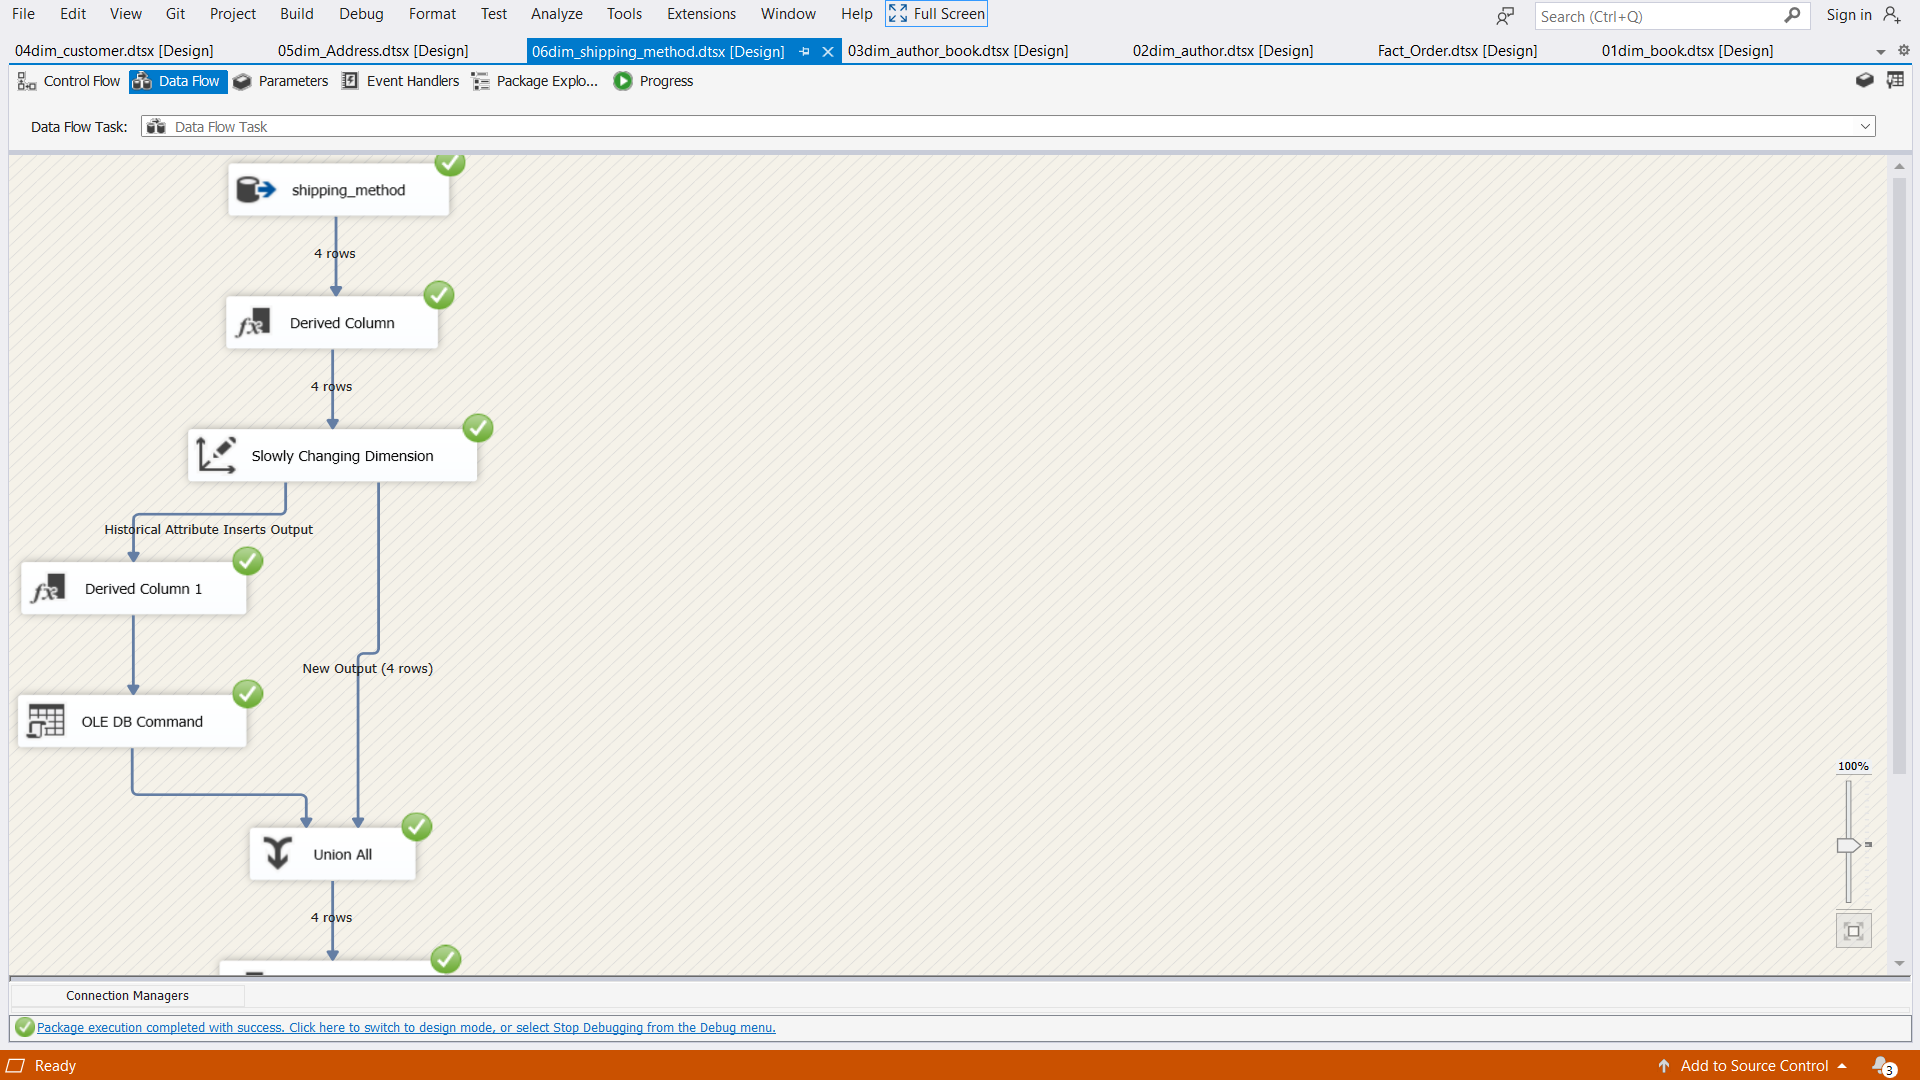 File Edit View Git Project Build Debug Format Test Analyze Tools Extensions Window Help Full Screen Search (Ctrl+Q) Sign in
04dim_customer.dtsx [Design] 05dim_Address.dtsx [Design] 06dim_shipping_method.dtsx [Design] 03dim_author_book.dtsx [Design] 02dim_author.dtsx [Design] Fact_Order.dtsx [Design] 01dim_book.dtsx [Design]
Control Flow Data Flow Parameters Event Handlers Package Explo... Progress
Data Flow Task: Data Flow Task
shipping_method
4 rows
Derived Column
4 rows
Slowly Changing Dimension
Historical Attribute Inserts Output
Derived Column 1
New Output (4 rows)
OLE DB Command
100%
Union All
4 rows
Connection Managers
Package execution completed with success. Click here to switch to design mode, or select Stop Debugging from the Debug menu.
Ready Add to Source Control 3